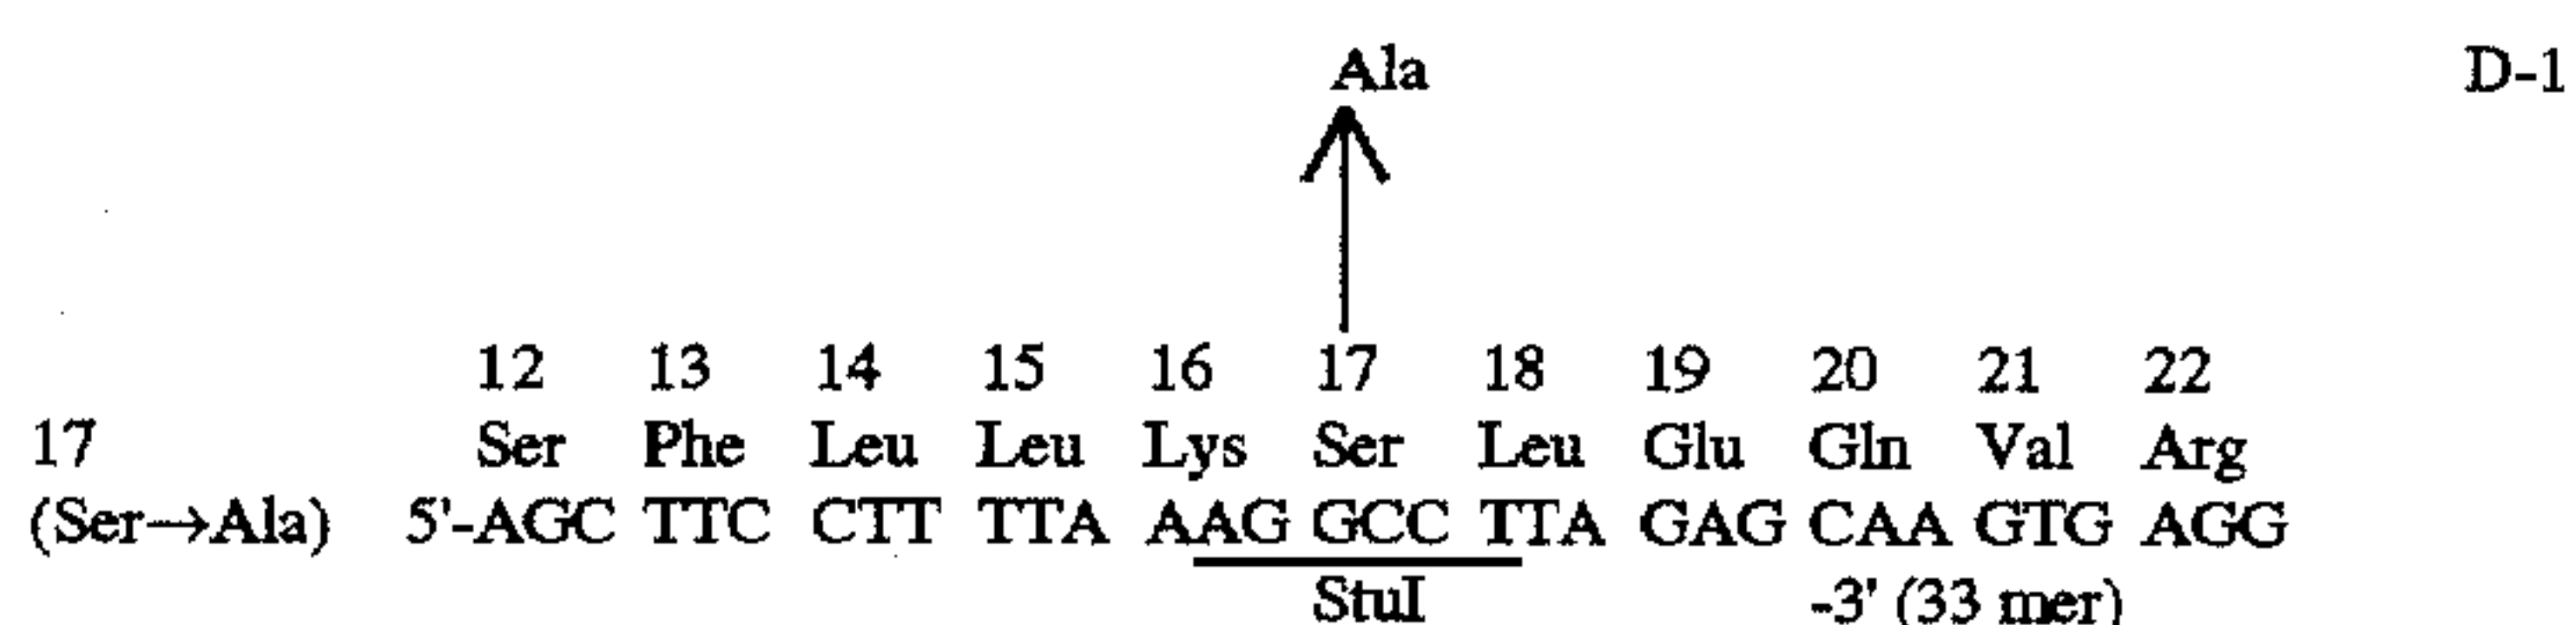 Ala D-1
12 13 14 15 16 17 18 19 20 21 22
17 Ser Phe Leu Leu Lys Ser Leu Glu Gln Val Arg
(Ser→Ala) 5'-AGC TTC CTT TTA AAG GCC TTA GAG CAA GTG AGG
StuI -3' (33 mer)